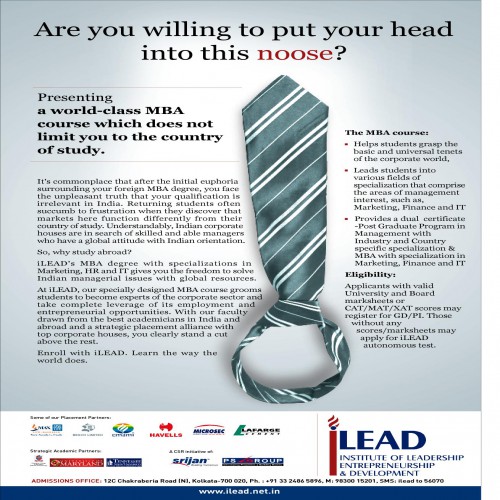 Are you willing to put your head
into this noose?
Presenting
a world-class MBA
course which does not
limit you to the country
of study.
It's commonplace that after the initial euphoria
surrounding your foreign MBA degree, you face
the unpleasant truth that your qualification is
irrelevant in India. Returning students often
succumb to frustration when they discover that
markets here function differently from their
country of study. Understandably, Indian corporate
houses are in search of skilled and able managers
who have a global attitude with Indian orientation.
So, why study abroad?
iLEAD's MBA degree with specializations in
Marketing, HR and IT gives you the freedom to solve
Indian managerial issues with global resources.
At iLEAD, our specially designed MBA course grooms
students to become experts of the corporate sector and
take complete leverage of its employment and
entrepreneurial opportunities. With our faculty
drawn from the best academicians in India and
abroad and a strategic placement alliance with
top corporate houses, you clearly stand a cut
above the rest.
Enroll with iLEAD. Learn the way the
world does.
The MBA course:
• Helps students grasp the
basic and universal tenets
of the corporate world,
• Leads students into
various fields of
specialization that comprise
the areas of management
interest, such as,
Marketing, Finance and IT
• Provides a dual certificate
-Post Graduate Program in
Management with
Industry and Country
specific specialization &
MBA with specialization in
Marketing, Finance and IT
Eligibility:
Applicants with valid
University and Board
marksheets or
CAT/MAT/XAT scores may
register for GD/PI. Those
without any
scores/marksheets may
apply for iLEAD
autonomous test.
Some of our Placement Partners:
MAX
emami
HAVELLS
MICROSEC
LAFARGE
CEMENT
Strategic Academic Partners:
MARYLAND
A CSR initiative of:
srijan
PS GROUP
iLEAD
INSTITUTE OF LEADERSHIP
ENTREPRENEURSHIP
& DEVELOPMENT
ADMISSIONS OFFICE: 12C Chakraberia Road (N), Kolkata-700 020, Ph. : +91 33 2486 5896, M: 98300 15201, SMS: ilead to 56070
www.ilead.net.in